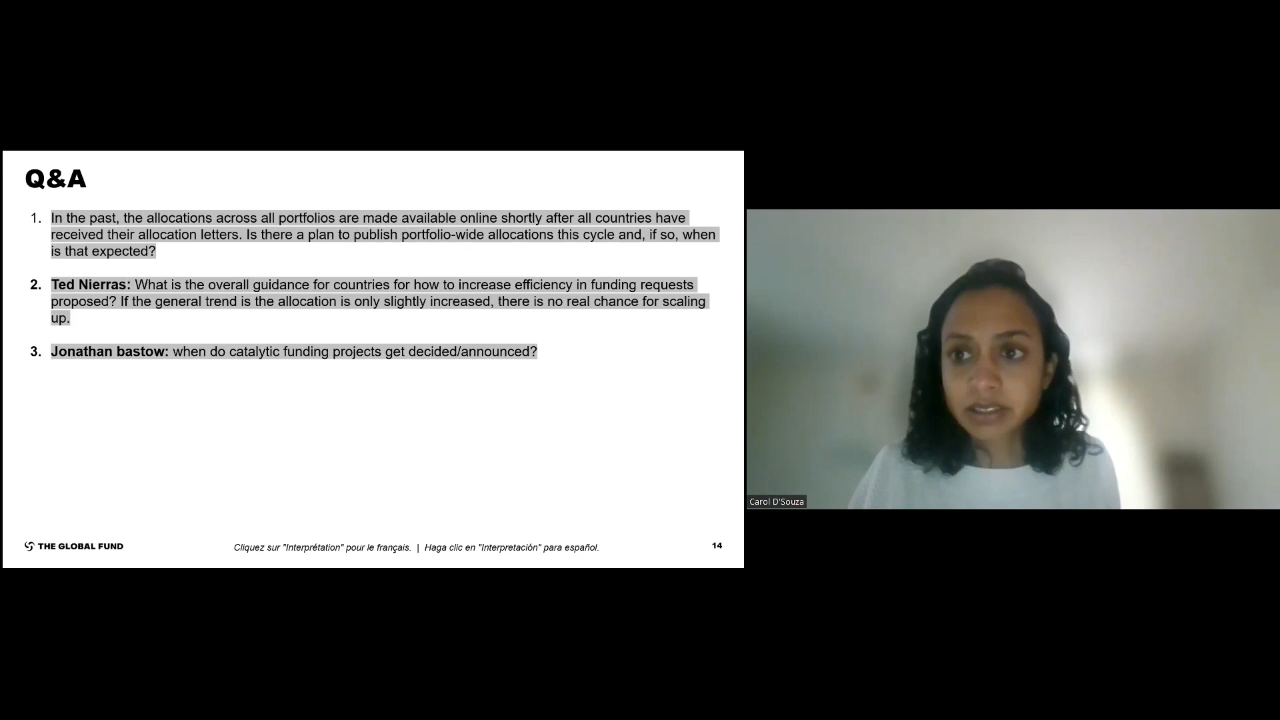 Q&A
1. In the past, the allocations across all portfolios are made available online shortly after all countries have
received their allocation letters. Is there a plan to publish portfolio-wide allocations this cycle and, if so, when
is that expected?
2. Ted Nierras: What is the overall guidance for countries for how to increase efficiency in funding requests
proposed? If the general trend is the allocation is only slightly increased, there is no real chance for scaling
up.
3. Jonathan bastow: when do catalytic funding projects get decided/announced?
THE GLOBAL FUND
Cliquez sur "Interprétation" pour le français. | Haga clic en "Interpretación" para español.
14
Carol D'Souza